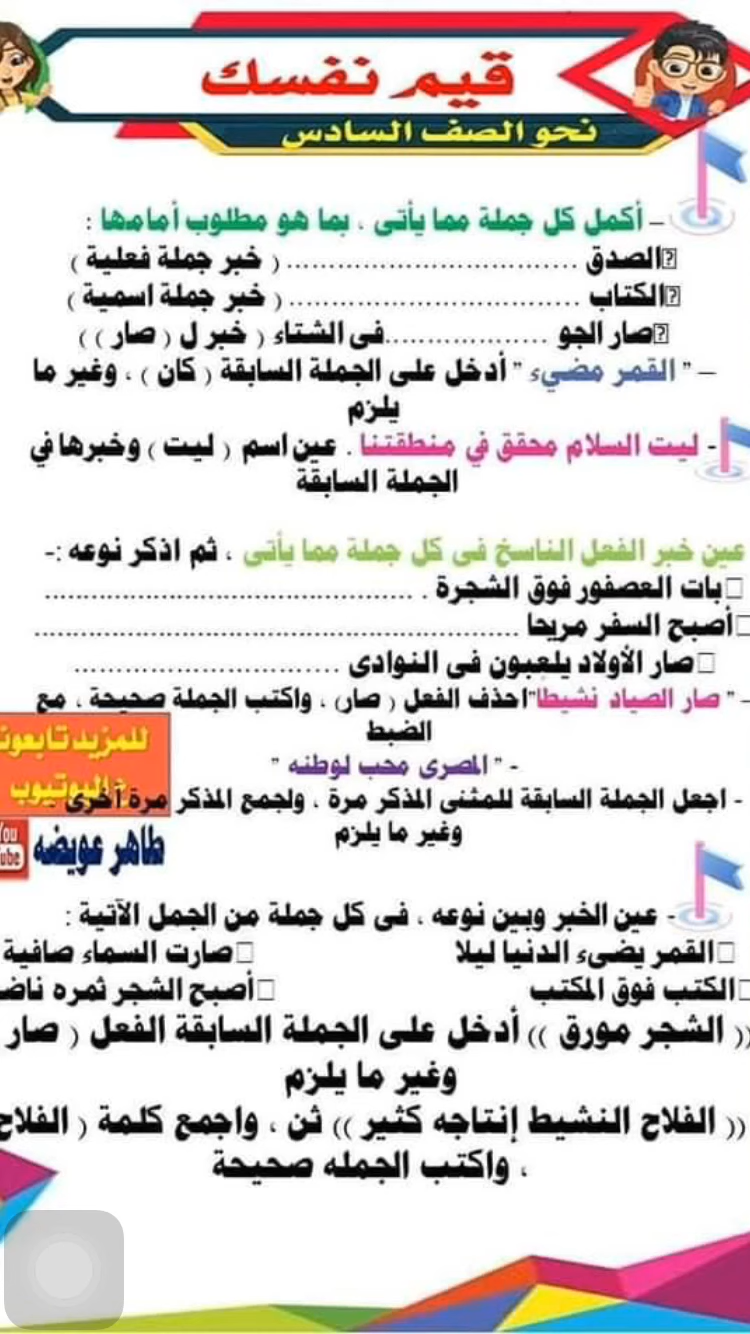 قيم نفسك
نحو الصف السادس
– أكمل كل جملة مما يأتى ، بما هو مطلوب أمامها :
الصدق ................................ ( خبر جملة فعلية )
الكتاب ................................ ( خبر جملة اسمية )
صار الجو ..................فى الشتاء ( خبر ل ( صار ) )
– " القمر مضيء " أدخل على الجملة السابقة ( كان ) ، وغير ما
يلزم
- ليت السلام محقق في منطقتنا . عين اسم ( ليت ) وخبرها في
الجملة السابقة
عين خبر الفعل الناسخ فى كل جملة مما يأتى ، ثم اذكر نوعه :-
□بات العصفور فوق الشجرة . ........................................
□أصبح السفر مريحا .....................................................
□صار الأولاد يلعبون فى النوادى .............................
- " صار الصياد نشيطا"احذف الفعل ( صار) ، واكتب الجملة صحيحة ، مع
الضبط
- " المصرى محب لوطنه "
- اجعل الجملة السابقة للمثنى المذكر مرة ، ولجمع المذكر مرة أخرى
وغير ما يلزم
للمزيد تابعون
اليوتيوب
طاهر عويضه
You
ube
- عين الخبر وبين نوعه ، فى كل جملة من الجمل الآتية :
□القمر يضىء الدنيا ليلا □صارت السماء صافية
□الكتب فوق المكتب □أصبح الشجر ثمره
(( الشجر مورق )) أدخل على الجملة السابقة الفعل ( صار
وغير ما يلزم
(( الفلاح النشيط إنتاجه كثير )) ثن ، واجمع كلمة ( الفلاح
، واكتب الجمله صحيحة